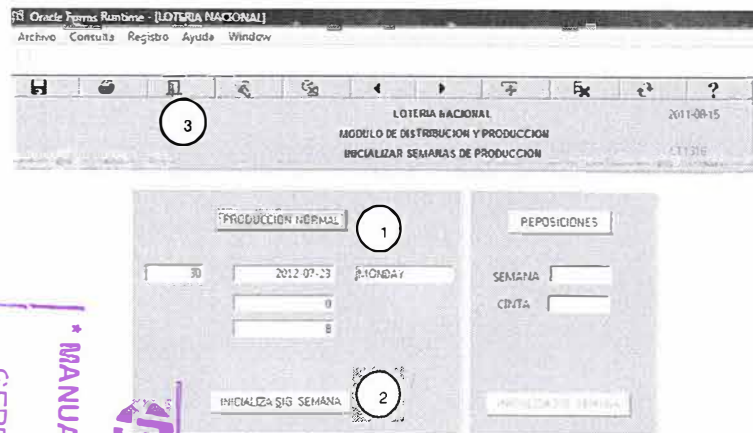 Oracle Forms Runtime - [LOTERIA NACIONAL]
Archivo Consulta Registro Ayuda Window
?
3
LOTERIA NACIONAL 2011-08-15
MODULO DE DISTRIBUCION Y PRODUCCION
INICIALIZAR SEMANAS DE PRODUCCION
PRODUCCION NORMAL 1 REPOSICIONES
30 2012-07-23 MONDAY SEMANA
0 CINTA
8
INICIALIZA SIG SEMANA 2
* MANUA